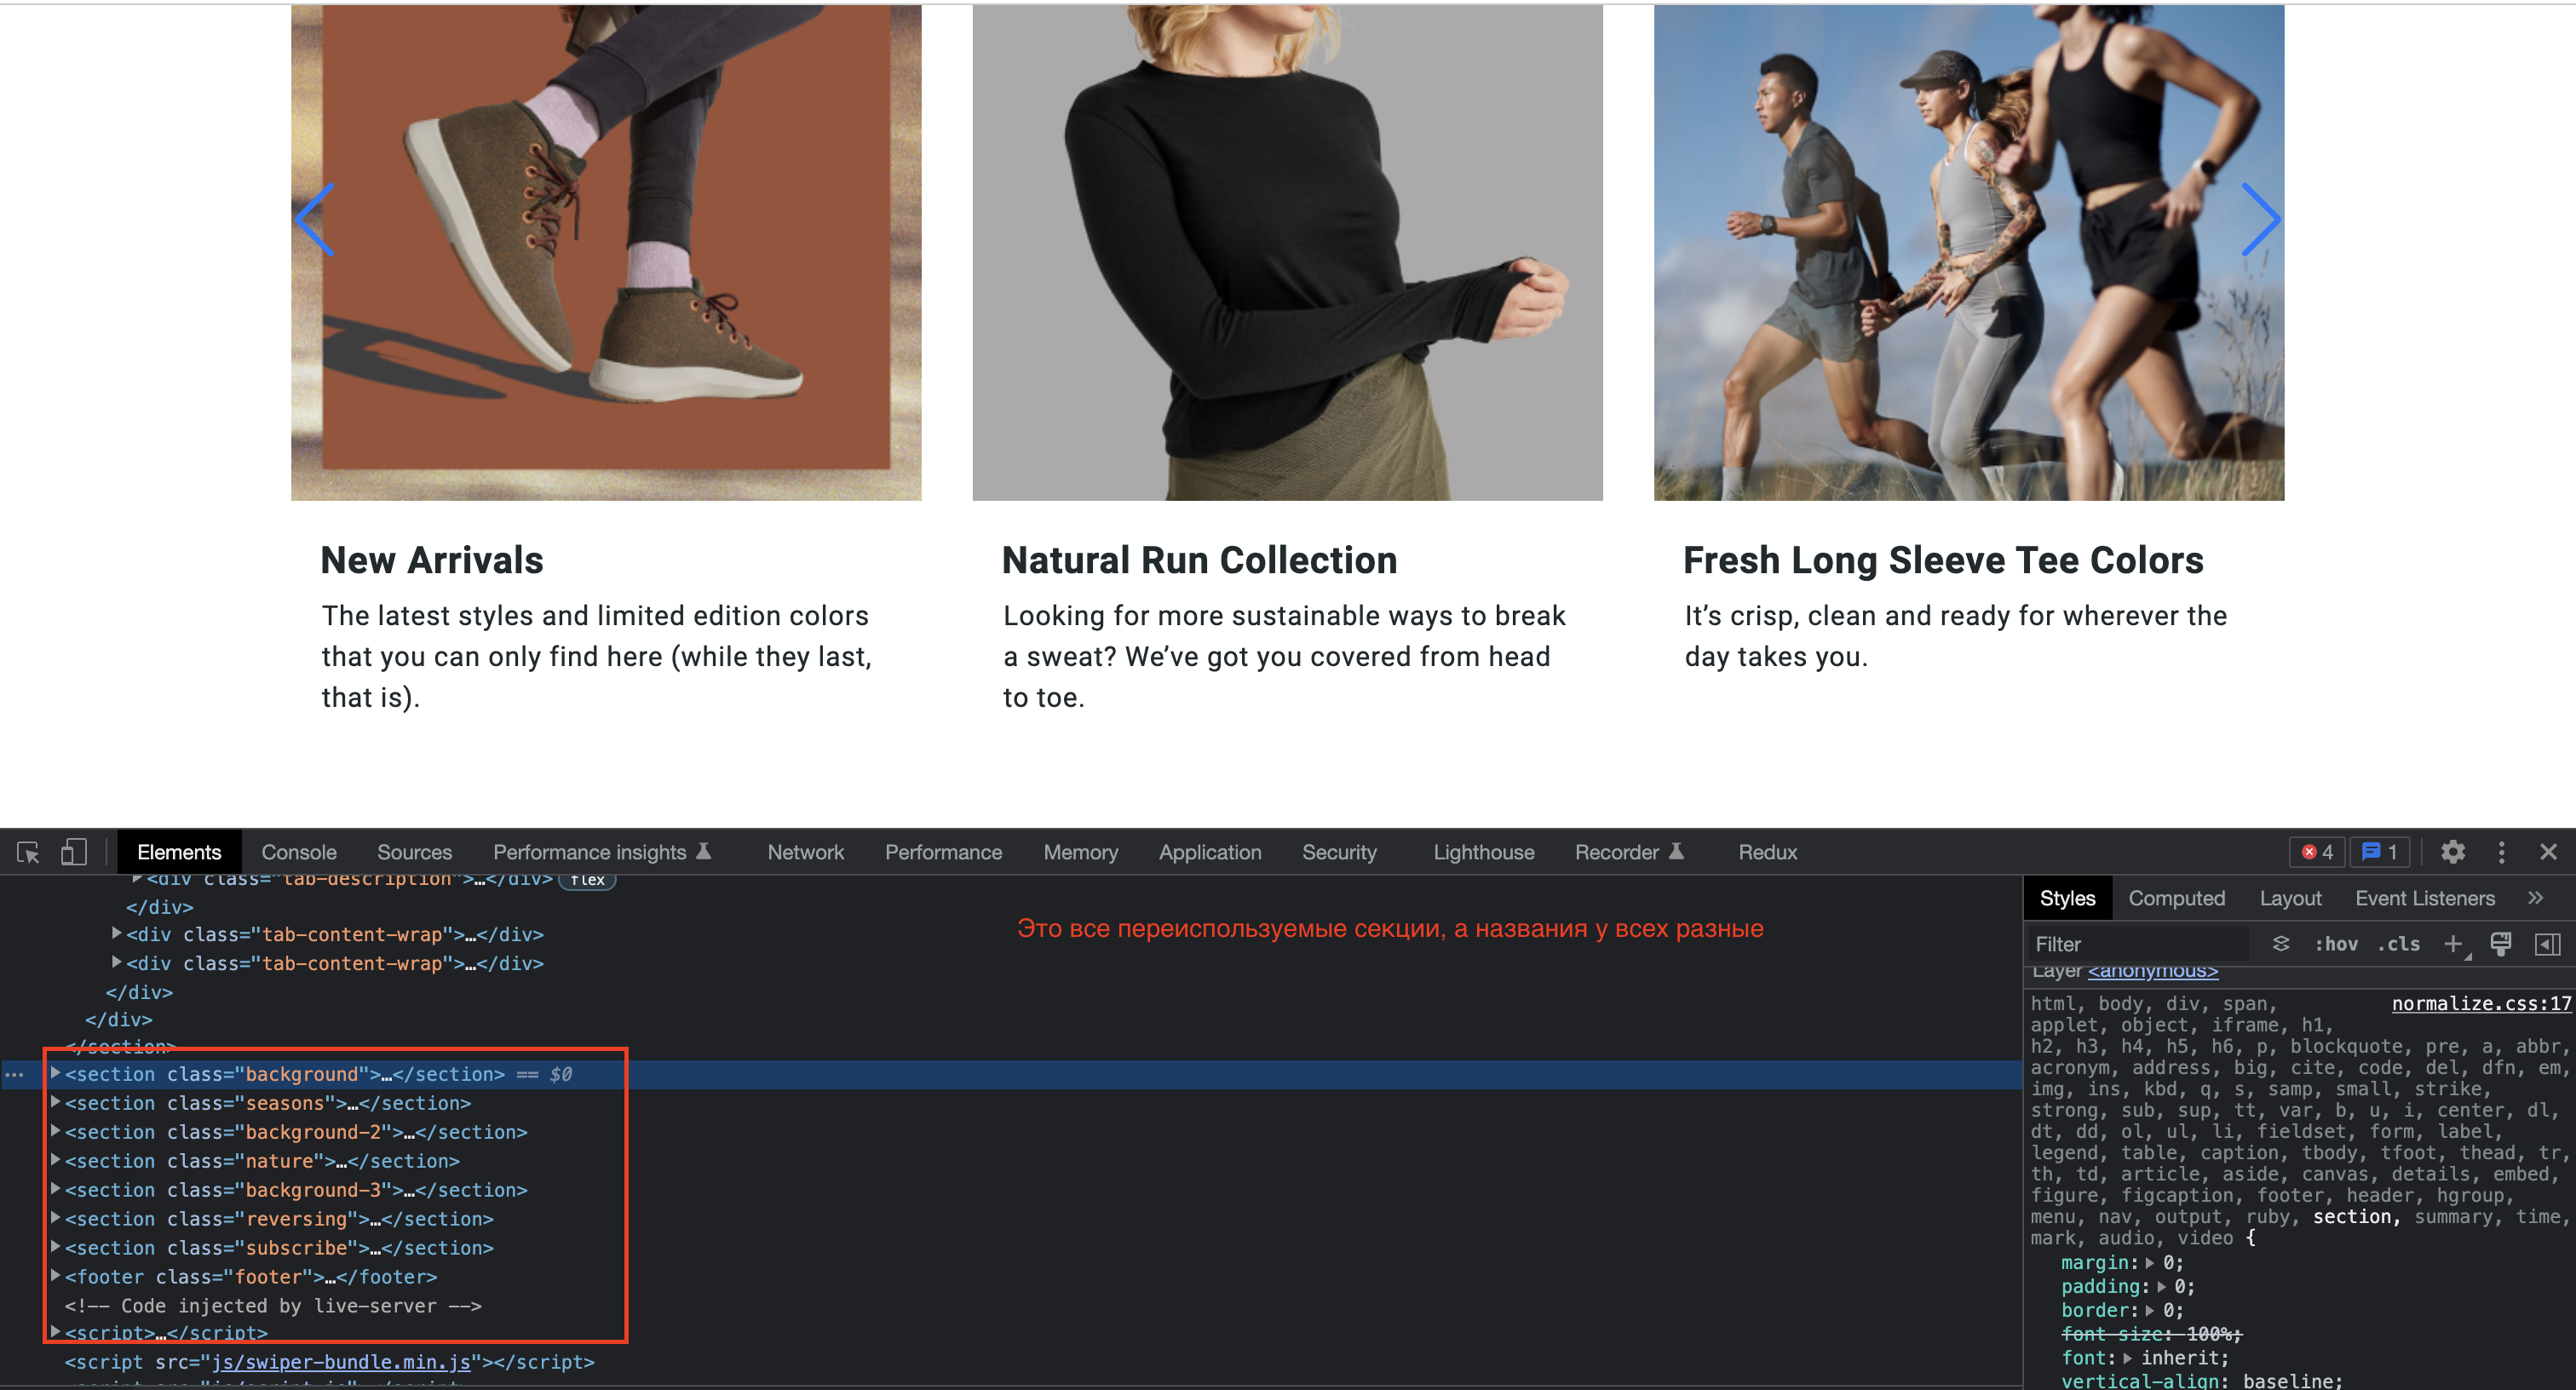 New Arrivals
The latest styles and limited edition colors
that you can only find here (while they last,
that is).
Natural Run Collection
Looking for more sustainable ways to break
a sweat? We’ve got you covered from head
to toe.
Fresh Long Sleeve Tee Colors
It’s crisp, clean and ready for wherever the
day takes you.
Elements Console Sources Performance insights Network Performance Memory Application Security Lighthouse Recorder Redux 4 1
<div class="tab-description">…</div> flex
</div>
<div class="tab-content-wrap">…</div>
<div class="tab-content-wrap">…</div>
</div>
</div>
</section>
<section class="background">…</section> == $0
<section class="seasons">…</section>
<section class="background-2">…</section>
<section class="nature">…</section>
<section class="background-3">…</section>
<section class="reversing">…</section>
<section class="subscribe">…</section>
<footer class="footer">…</footer>
<!-- Code injected by live-server -->
<script>…</script>
<script src="js/swiper-bundle.min.js"></script>
<script src="js/script.js"></script>
Это все переиспользуемые секции, а названия у всех разные
Styles Computed Layout Event Listeners
Filter :hov .cls
Layer <anonymous>
html, body, div, span, normalize.css:17
applet, object, iframe, h1,
h2, h3, h4, h5, h6, p, blockquote, pre, a, abbr,
acronym, address, big, cite, code, del, dfn, em,
img, ins, kbd, q, s, samp, small, strike,
strong, sub, sup, tt, var, b, u, i, center, dl,
dt, dd, ol, ul, li, fieldset, form, label,
legend, table, caption, tbody, tfoot, thead, tr,
th, td, article, aside, canvas, details, embed,
figure, figcaption, footer, header, hgroup,
menu, nav, output, ruby, section, summary, time,
mark, audio, video {
margin: 0;
padding: 0;
border: 0;
font-size: 100%;
font: inherit;
vertical-align: baseline;